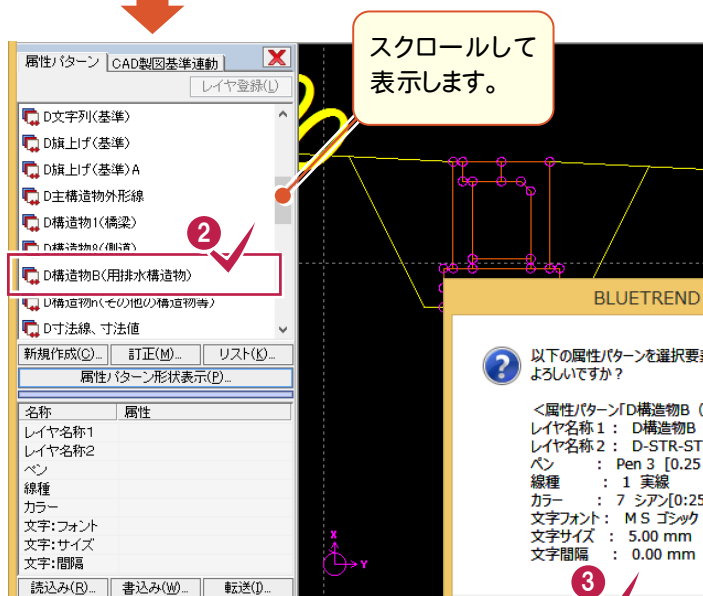 スクロールして
表示します。
属性パターン
CAD製図基準連動
レイヤ登録(L)
D文字列(基準)
D旗上げ(基準)
D旗上げ(基準)A
D主構造物外形線
D構造物1(橋梁)
2
D構造物B(用排水構造物)
D構造物n(その他の構造物等)
D寸法線、寸法値
新規作成(C)... 訂正(M)... リスト(K)...
属性パターン形状表示(P)...
名称 属性
レイヤ名称1
レイヤ名称2
ペン
線種
カラー
文字:フォント
文字:サイズ
文字:間隔
読込み(R)... 書込み(W)... 転送(I)...
X
Y
BLUETREND
以下の属性パターンを選択要
よろしいですか？
<属性パターン「D構造物B（
レイヤ名称1： D構造物B
レイヤ名称2： D-STR-ST
ペン ： Pen 3 [0.25
線種 ： 1 実線
カラー ： 7 シアン[0:25
文字フォント： ＭＳ ゴシック
文字サイズ ： 5.00 mm
文字間隔 ： 0.00 mm
3